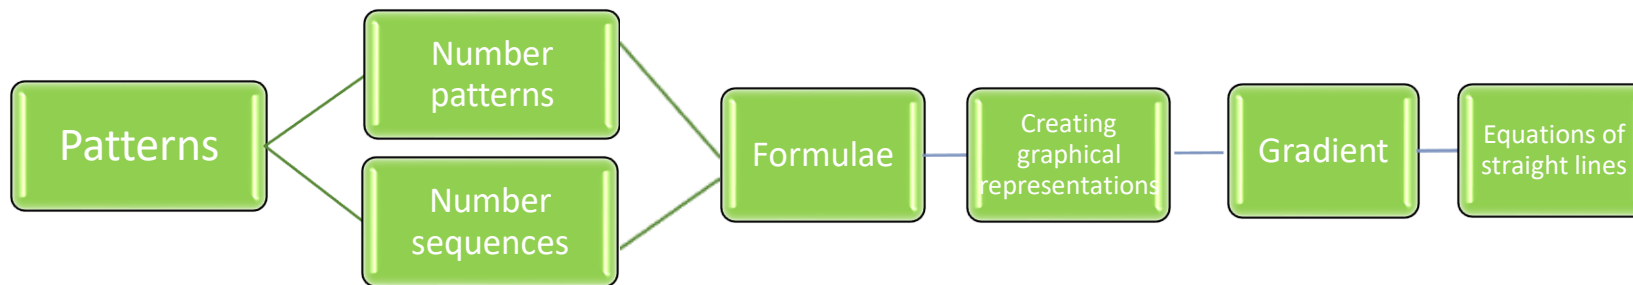 Patterns
Number
patterns
Number
sequences
Formulae
Creating
graphical
representations
Gradient
Equations of
straight lines